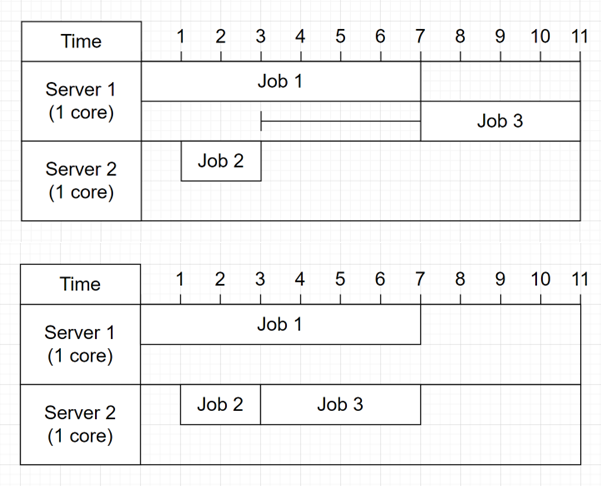 Time 1 2 3 4 5 6 7 8 9 10 11
Server 1
(1 core)
Job 1
Job 3
Server 2
(1 core)
Job 2
Time 1 2 3 4 5 6 7 8 9 10 11
Server 1
(1 core)
Job 1
Server 2
(1 core)
Job 2 Job 3